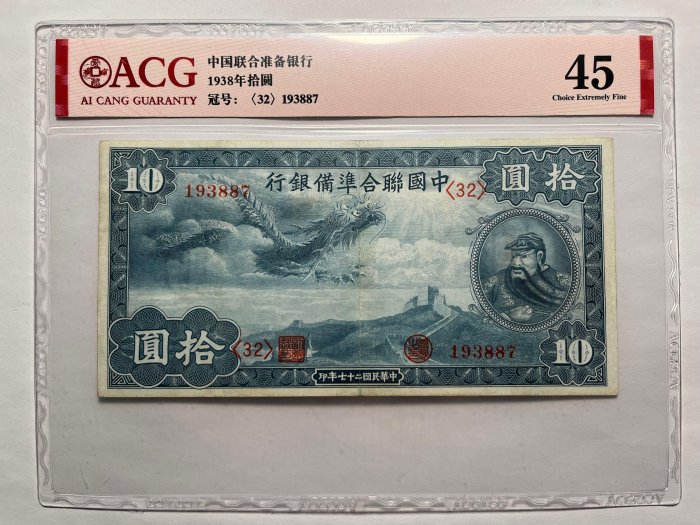 ACG
AI CANG GUARANTY
中国联合准备银行
1938年拾圆
冠号：〈32〉193887
45
Choice Extremely Fine
10
193887
行銀備準合聯國中
〈32〉
圓拾
圓拾
〈32〉
193887
10
印年七十二國民華中